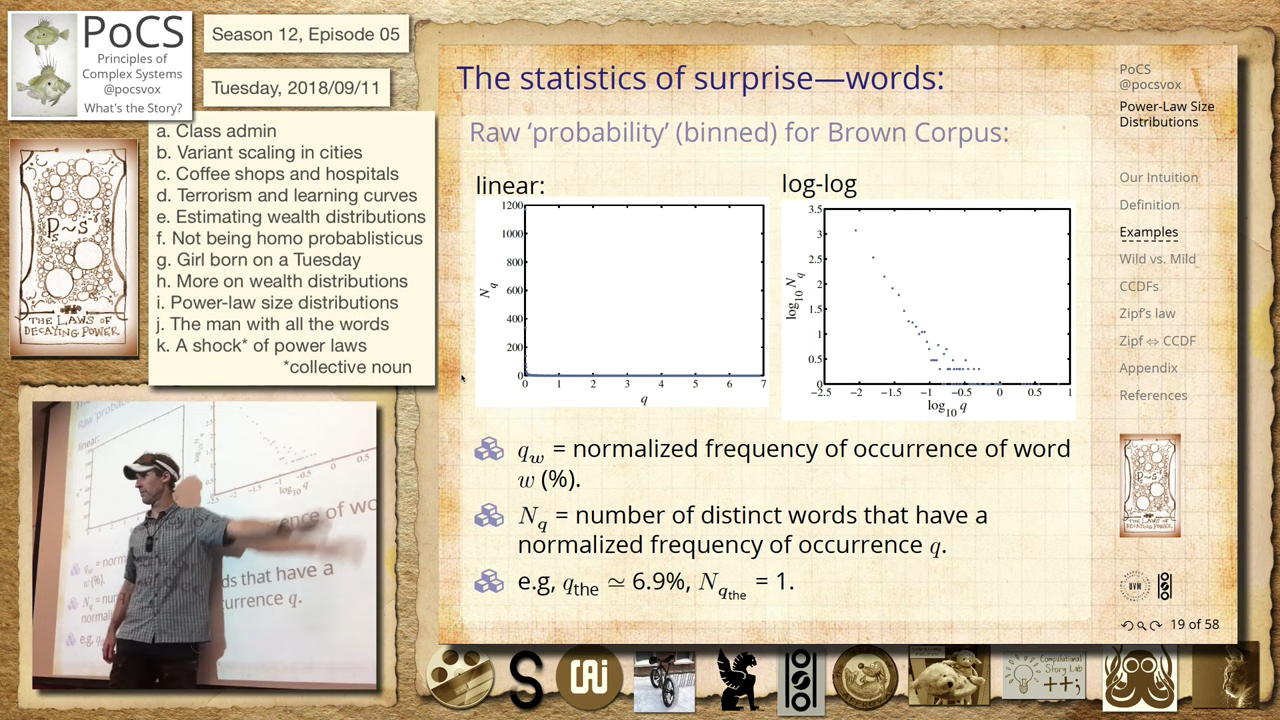 PoCS
Principles of
Complex Systems
@pocsvox
What's the Story?
Season 12, Episode 05
Tuesday, 2018/09/11
a. Class admin
b. Variant scaling in cities
c. Coffee shops and hospitals
d. Terrorism and learning curves
e. Estimating wealth distributions
f. Not being homo probablisticus
g. Girl born on a Tuesday
h. More on wealth distributions
i. Power-law size distributions
j. The man with all the words
k. A shock* of power laws
*collective noun
THE LAWS OF
DECAYING POWER
The statistics of surprise—words:
Raw ‘probability’ (binned) for Brown Corpus:
linear:
1200
1000
800
600
400
200
0
N_q
0 1 2 3 4 5 6 7
q
log-log
3.5
3
2.5
2
1.5
1
0.5
0
log10 N_q
−2.5 −2 −1.5 −1 −0.5 0 0.5 1
log10 q
q_w = normalized frequency of occurrence of word
w (%).
N_q = number of distinct words that have a
normalized frequency of occurrence q.
e.g, q_the ≃ 6.9%, N_q_the = 1.
PoCS
@pocsvox
Power-Law Size
Distributions
Our Intuition
Definition
Examples
Wild vs. Mild
CCDFs
Zipf's law
Zipf ⇔ CCDF
Appendix
References
UVM
19 of 58
Computational
Story Lab
++;